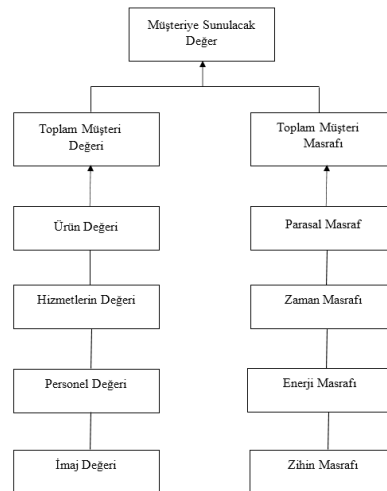 Müşteriye Sunulacak
Değer
Toplam Müşteri
Değeri
Toplam Müşteri
Masrafı
Ürün Değeri
Parasal Masraf
Hizmetlerin Değeri
Zaman Masrafı
Personel Değeri
Enerji Masrafı
İmaj Değeri
Zihin Masrafı